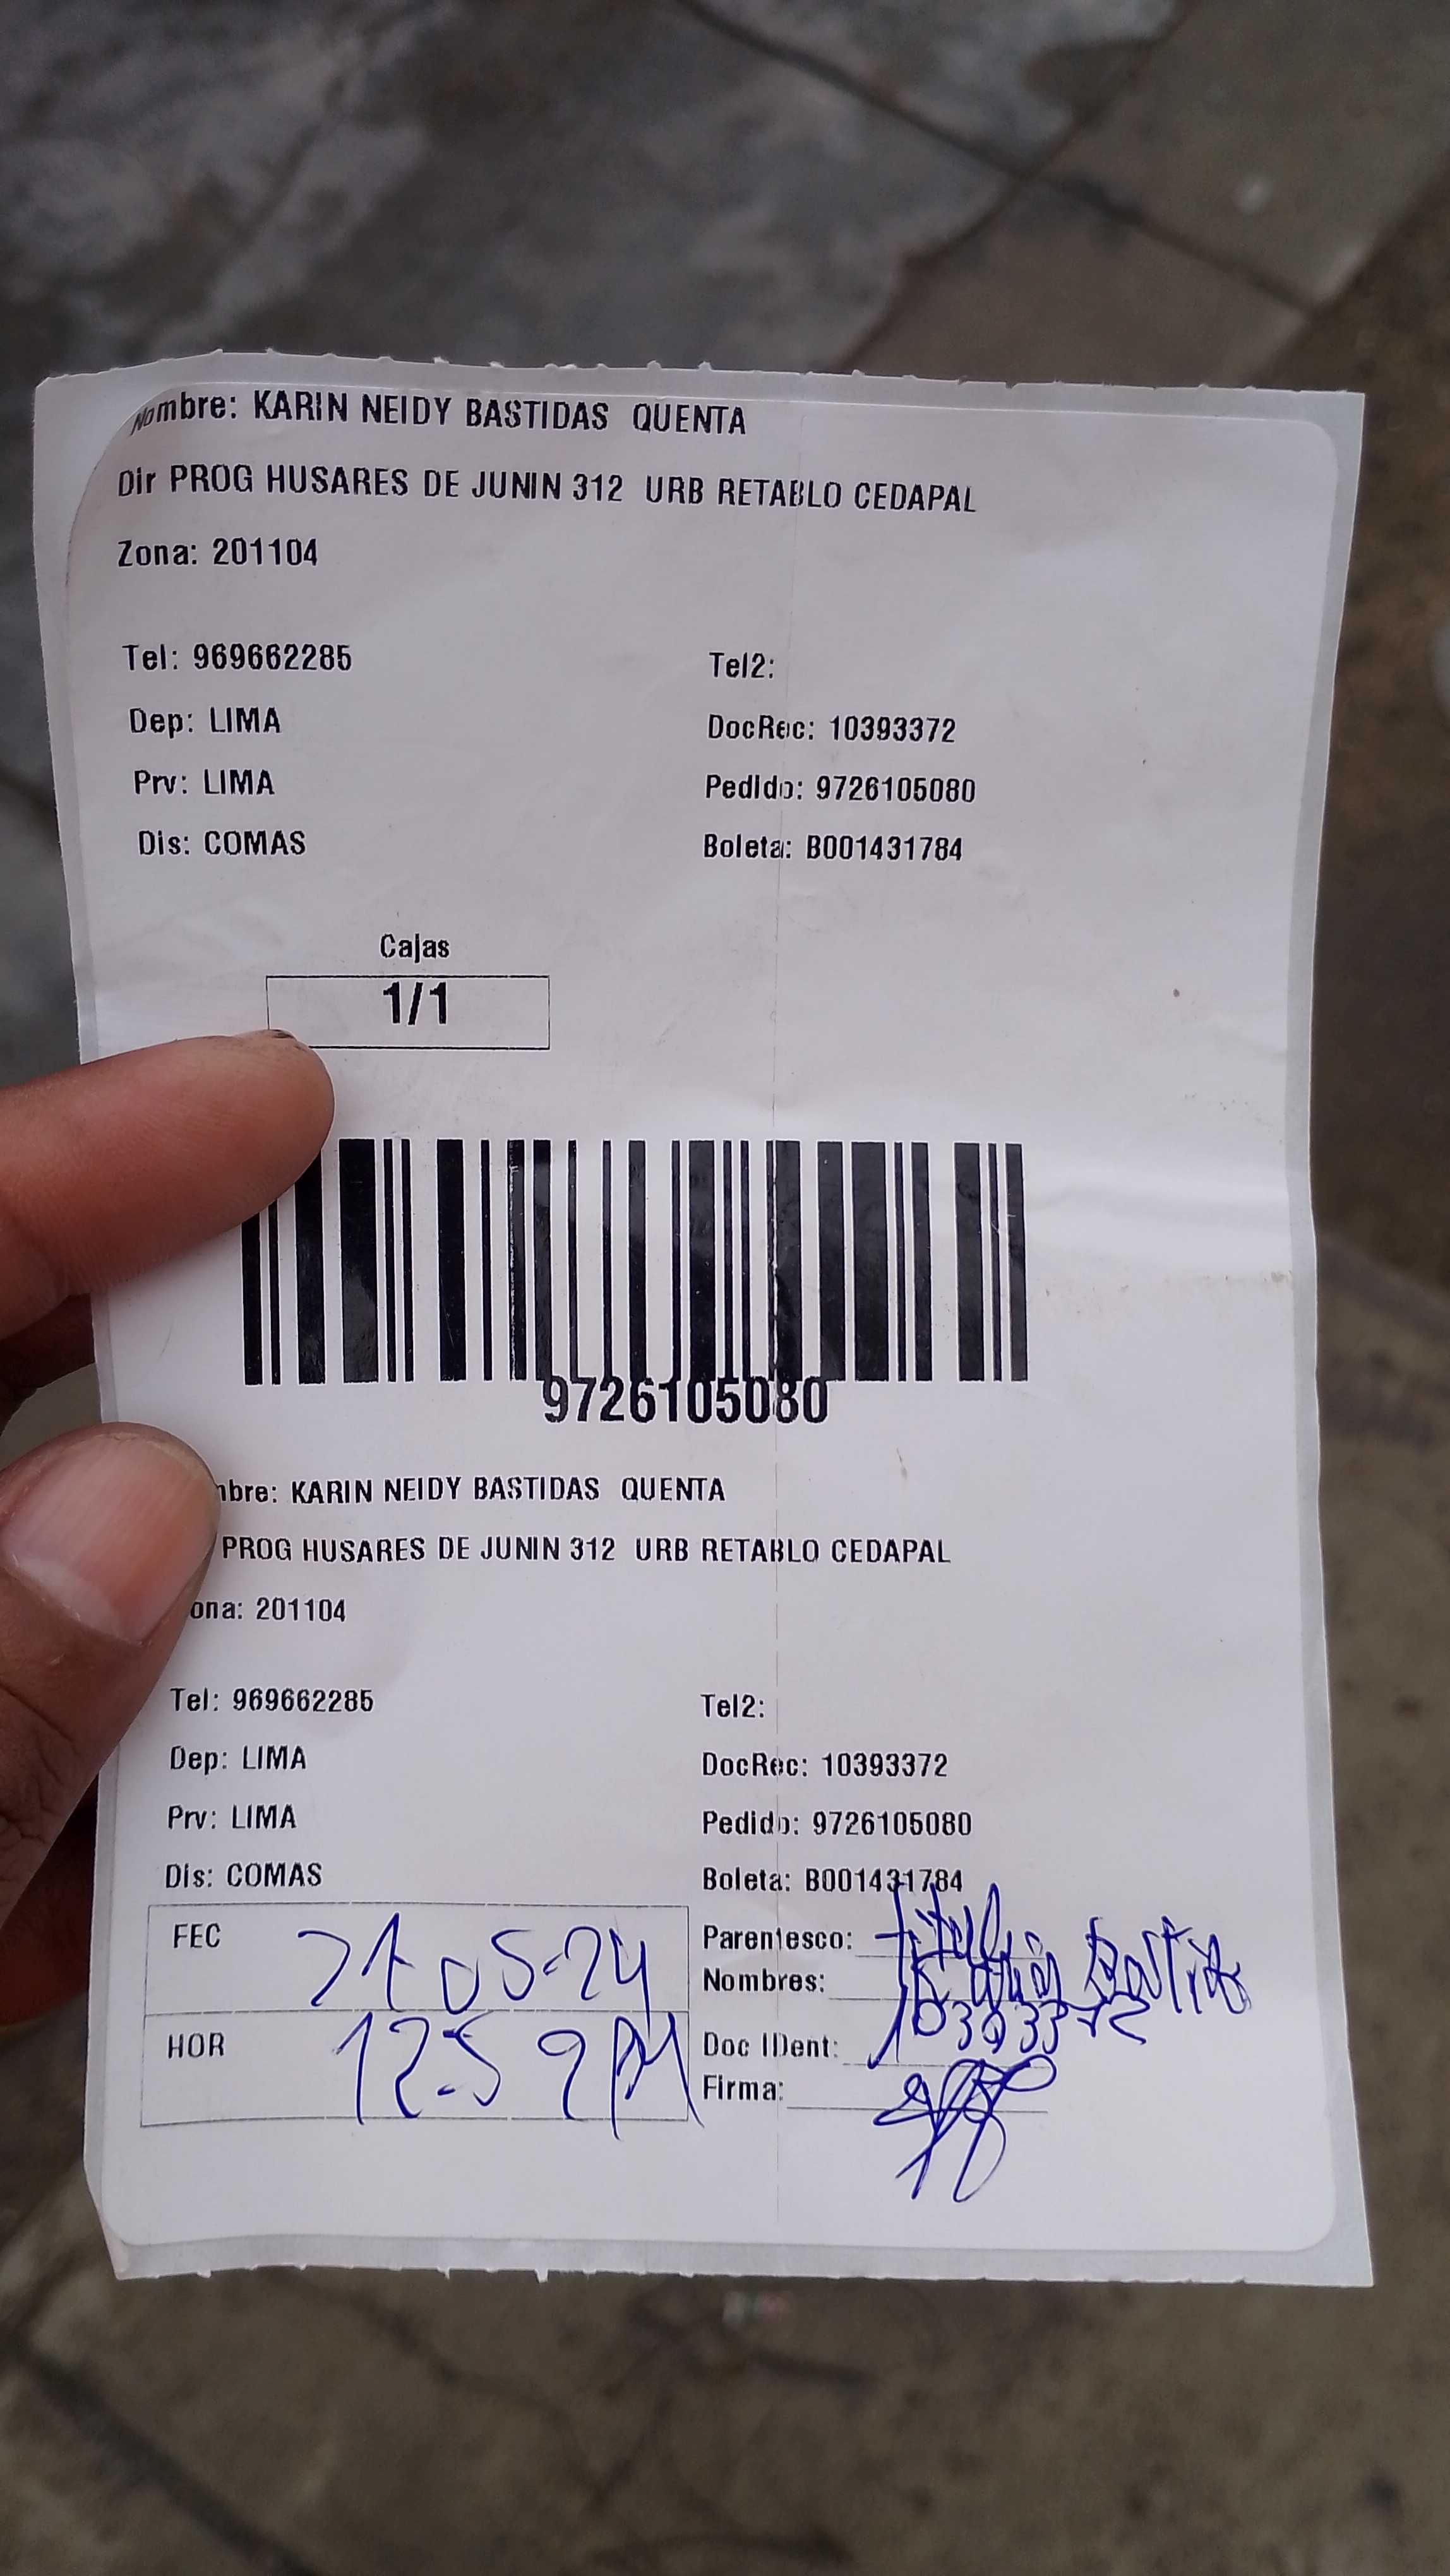 Nombre: KARIN NEIDY BASTIDAS QUENTA
Dir PROG HUSARES DE JUNIN 312 URB RETABLO CEDAPAL
Zona: 201104
Tel: 969662285 Tel2:
Dep: LIMA DocRec: 10393372
Prv: LIMA Pedido: 9726105080
Dis: COMAS Boleta: B001431784
Cajas
1/1
9726105080
mbre: KARIN NEIDY BASTIDAS QUENTA
PROG HUSARES DE JUNIN 312 URB RETABLO CEDAPAL
ona: 201104
Tel: 969662285 Tel2:
Dep: LIMA DocRec: 10393372
Prv: LIMA Pedido: 9726105080
Dis: COMAS Boleta: B001431784
FEC 21-05-24 Parentesco:
Nombres:
HOR 12:59 PM Doc IDent:
Firma: